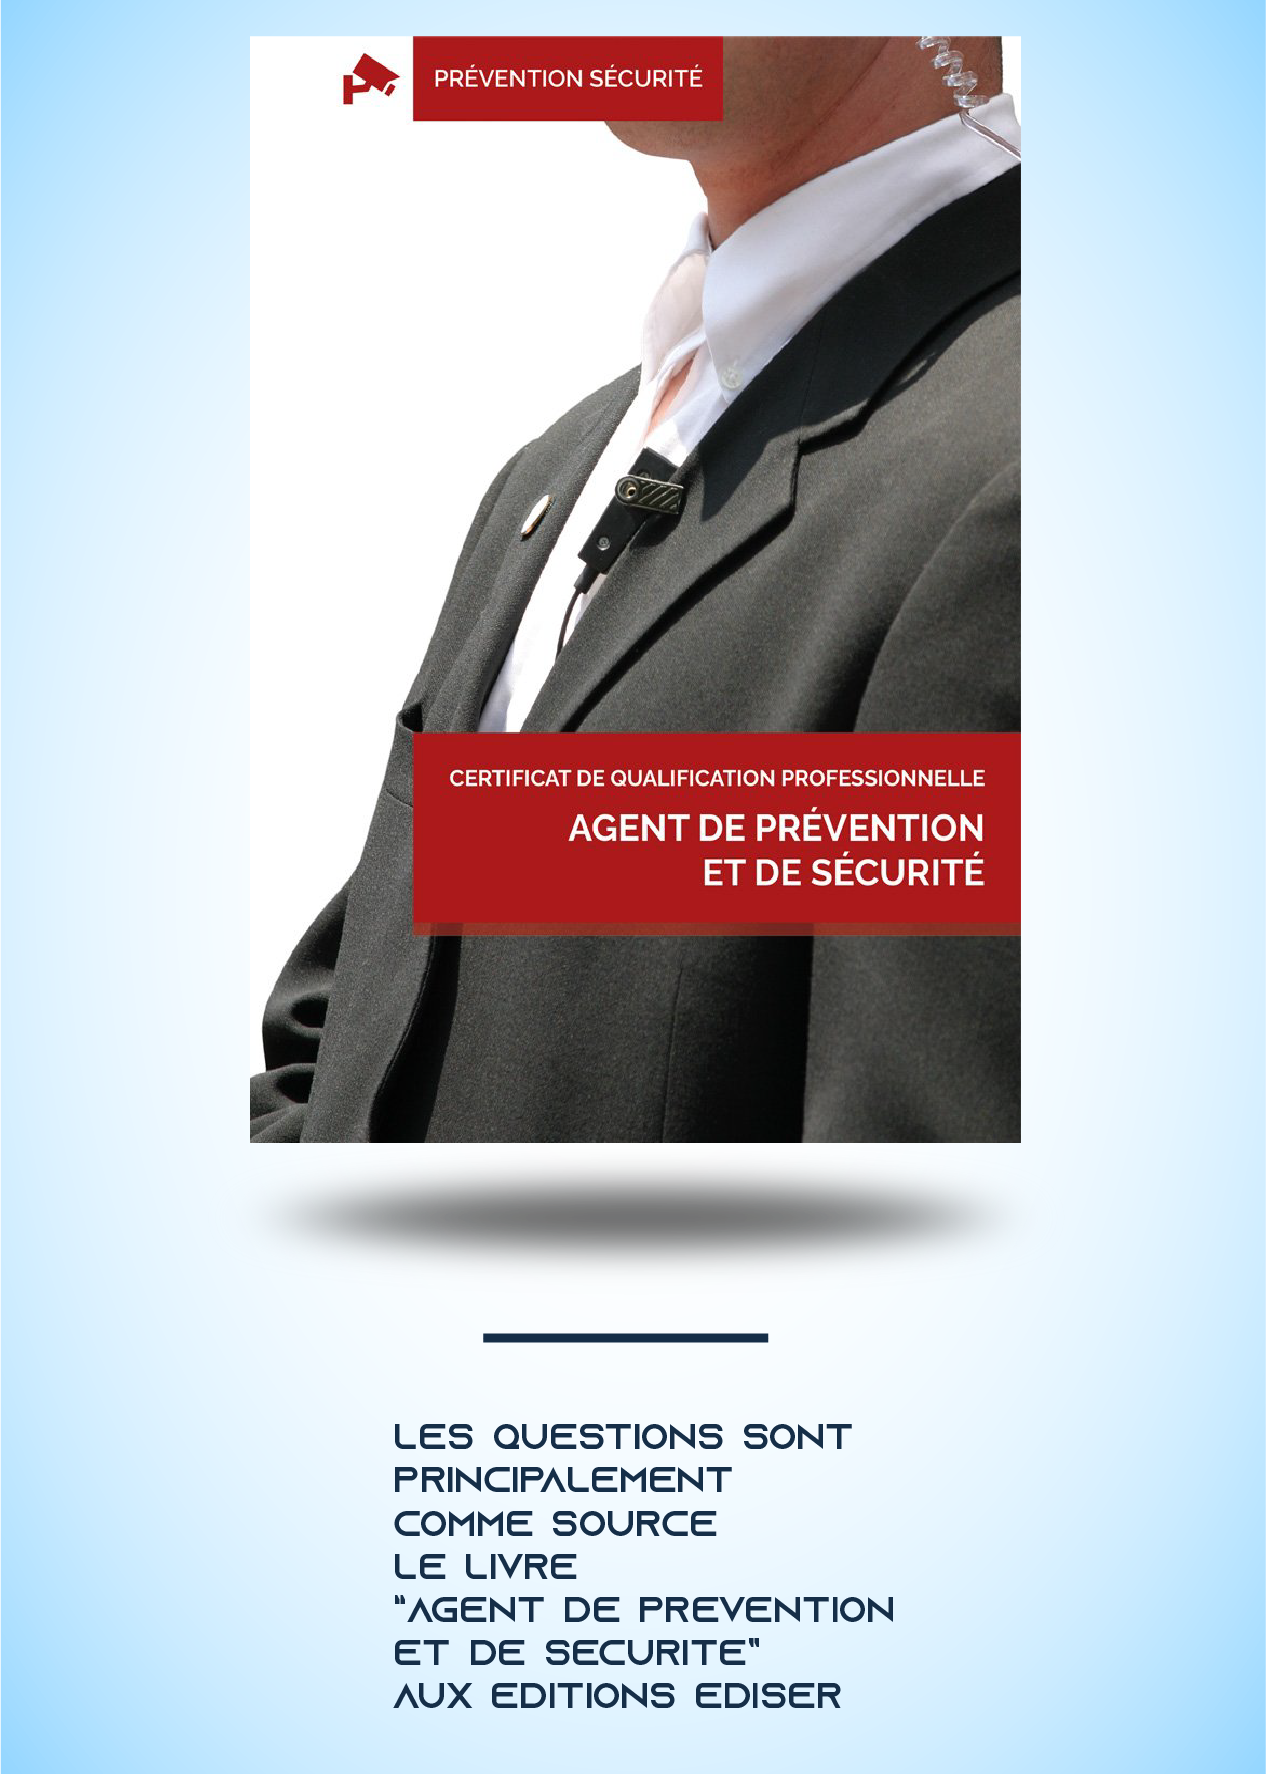 PRÉVENTION SÉCURITÉ
CERTIFICAT DE QUALIFICATION PROFESSIONNELLE
AGENT DE PRÉVENTION
ET DE SÉCURITÉ
LES QUESTIONS SONT
PRINCIPALEMENT
COMME SOURCE
LE LIVRE
"AGENT DE PREVENTION
ET DE SECURITE"
AUX EDITIONS EDISER